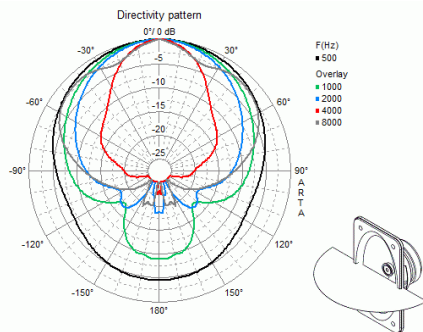 Directivity pattern
0°/ 0 dB
-30°
30°
-5
-10
-15
-20
-25
-60°
60°
-90°
90°
-120°
120°
-150°
150°
180°
A
R
T
A
F(Hz)
500
Overlay
1000
2000
4000
8000